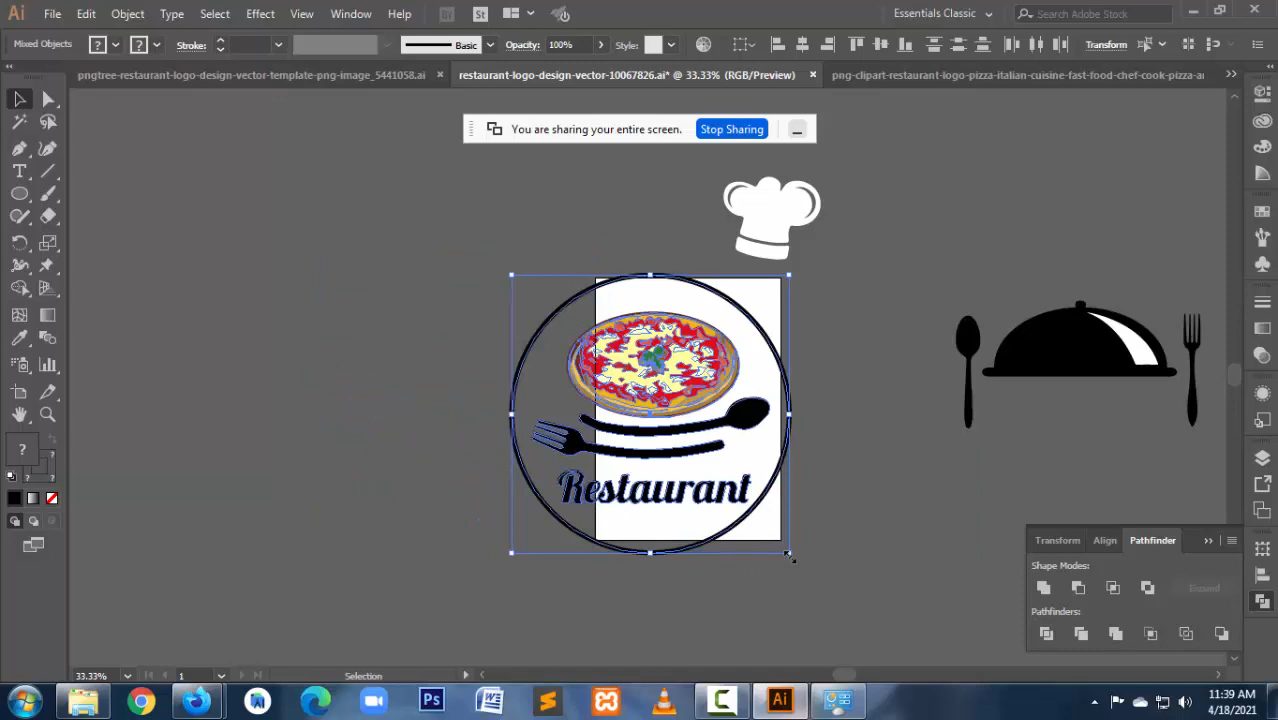 Ai File Edit Object Type Select Effect View Window Help Br St Essentials Classic Search Adobe Stock
Mixed Objects ? ? Stroke: Basic Opacity: 100% Style: Transform
pngtree-restaurant-logo-design-vector-template-png-image_5441058.ai × restaurant-logo-design-vector-10067826.ai* @ 33.33% (RGB/Preview) × png-clipart-restaurant-logo-pizza-italian-cuisine-fast-food-chef-cook-pizza-ar
You are sharing your entire screen. Stop Sharing
Restaurant
?
Transform Align Pathfinder
Shape Modes:
Expand
Pathfinders:
33.33% 1 Selection
Ps Ai
11:39 AM
4/18/2021